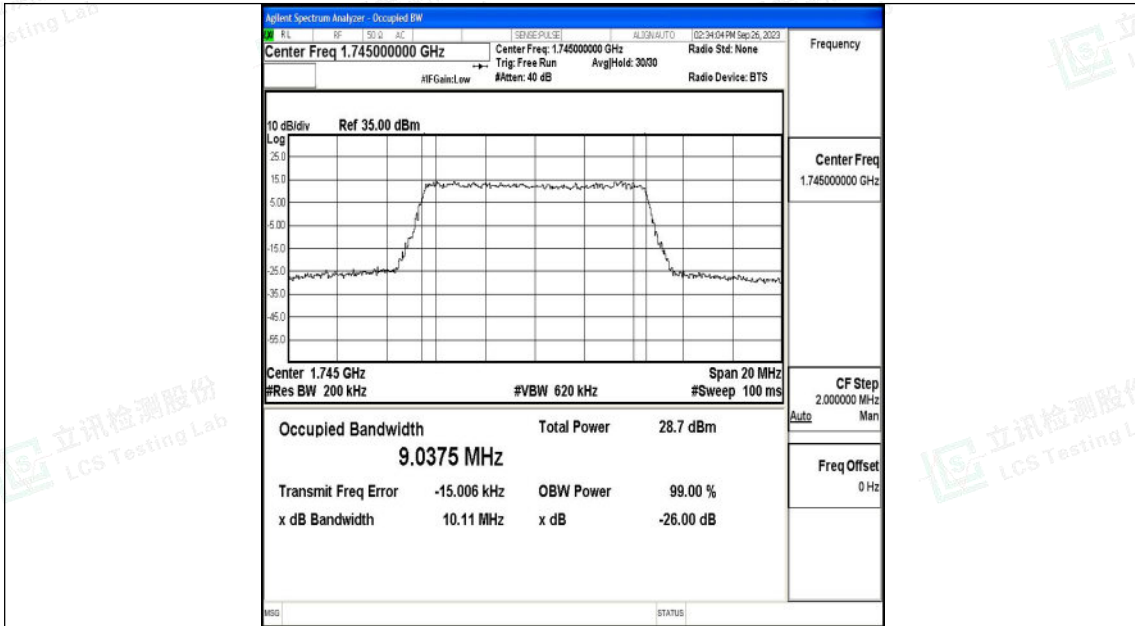 Agilent Spectrum Analyzer - Occupied BW
RL RF 50 Ω AC SENSE:PULSE ALIGNAUTO 02:34:04 PM Sep 26, 2023
Center Freq 1.745000000 GHz
Center Freq: 1.745000000 GHz Radio Std: None
Trig: Free Run Avg|Hold: 30/30
#IFGain:Low #Atten: 40 dB Radio Device: BTS
10 dB/div Ref 35.00 dBm
Log
25.0
15.0
5.00
-5.00
-15.0
-25.0
-35.0
-45.0
-55.0
Center 1.745 GHz Span 20 MHz
#Res BW 200 kHz #VBW 620 kHz #Sweep 100 ms
Occupied Bandwidth Total Power 28.7 dBm
9.0375 MHz
Transmit Freq Error -15.006 kHz OBW Power 99.00 %
x dB Bandwidth 10.11 MHz x dB -26.00 dB
MSG STATUS
Frequency
Center Freq
1.745000000 GHz
CF Step
2.000000 MHz
Auto Man
Freq Offset
0 Hz
立讯检测股份
LCS Testing Lab
立讯检测股份
LCS Testing L
sting Lab